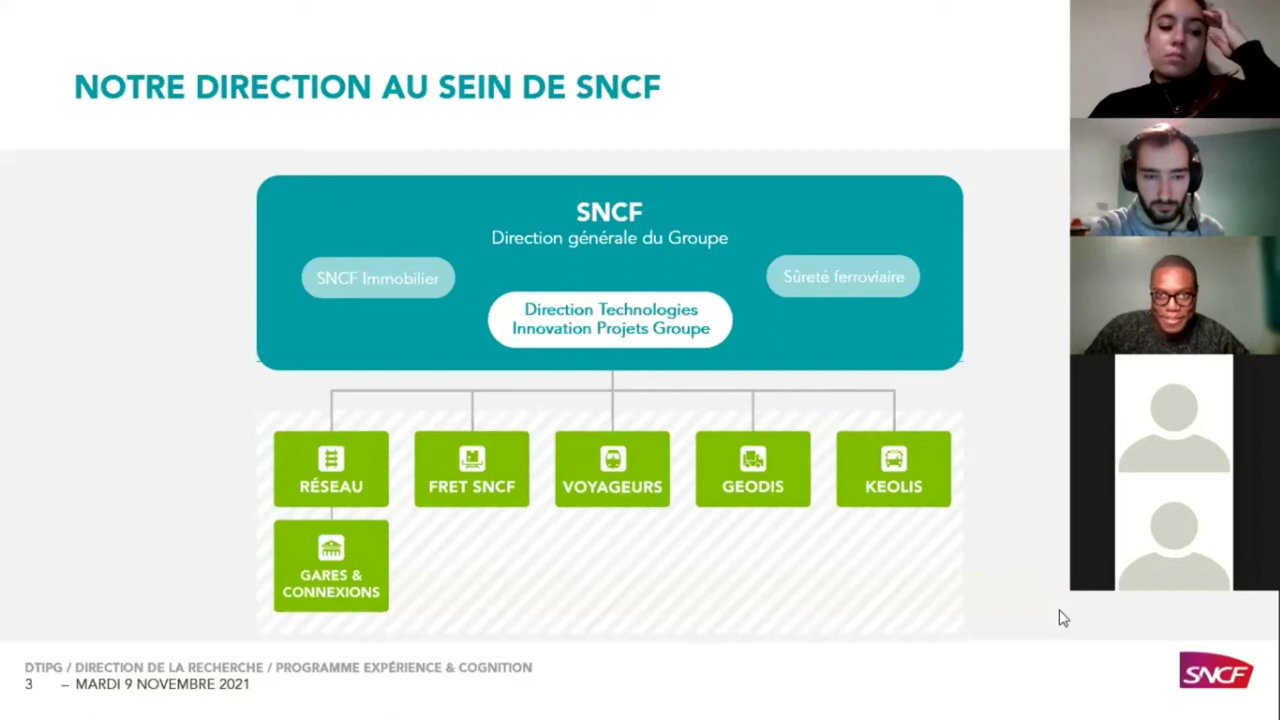 NOTRE DIRECTION AU SEIN DE SNCF
SNCF
Direction générale du Groupe
SNCF Immobilier
Sûreté ferroviaire
Direction Technologies
Innovation Projets Groupe
RÉSEAU
FRET SNCF
VOYAGEURS
GEODIS
KEOLIS
GARES &
CONNEXIONS
DTIPG / DIRECTION DE LA RECHERCHE / PROGRAMME EXPÉRIENCE & COGNITION
3 – MARDI 9 NOVEMBRE 2021
SNCF